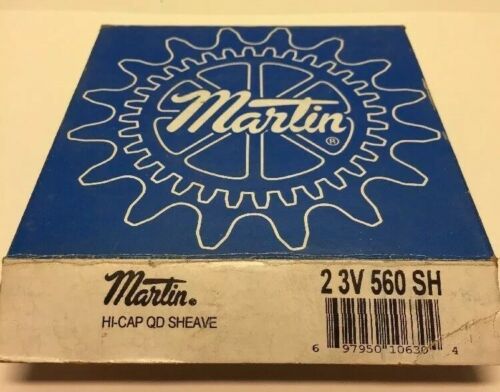 Martin®
Martin®
HI-CAP QD SHEAVE
2 3V 560 SH
6 97950 10630 4